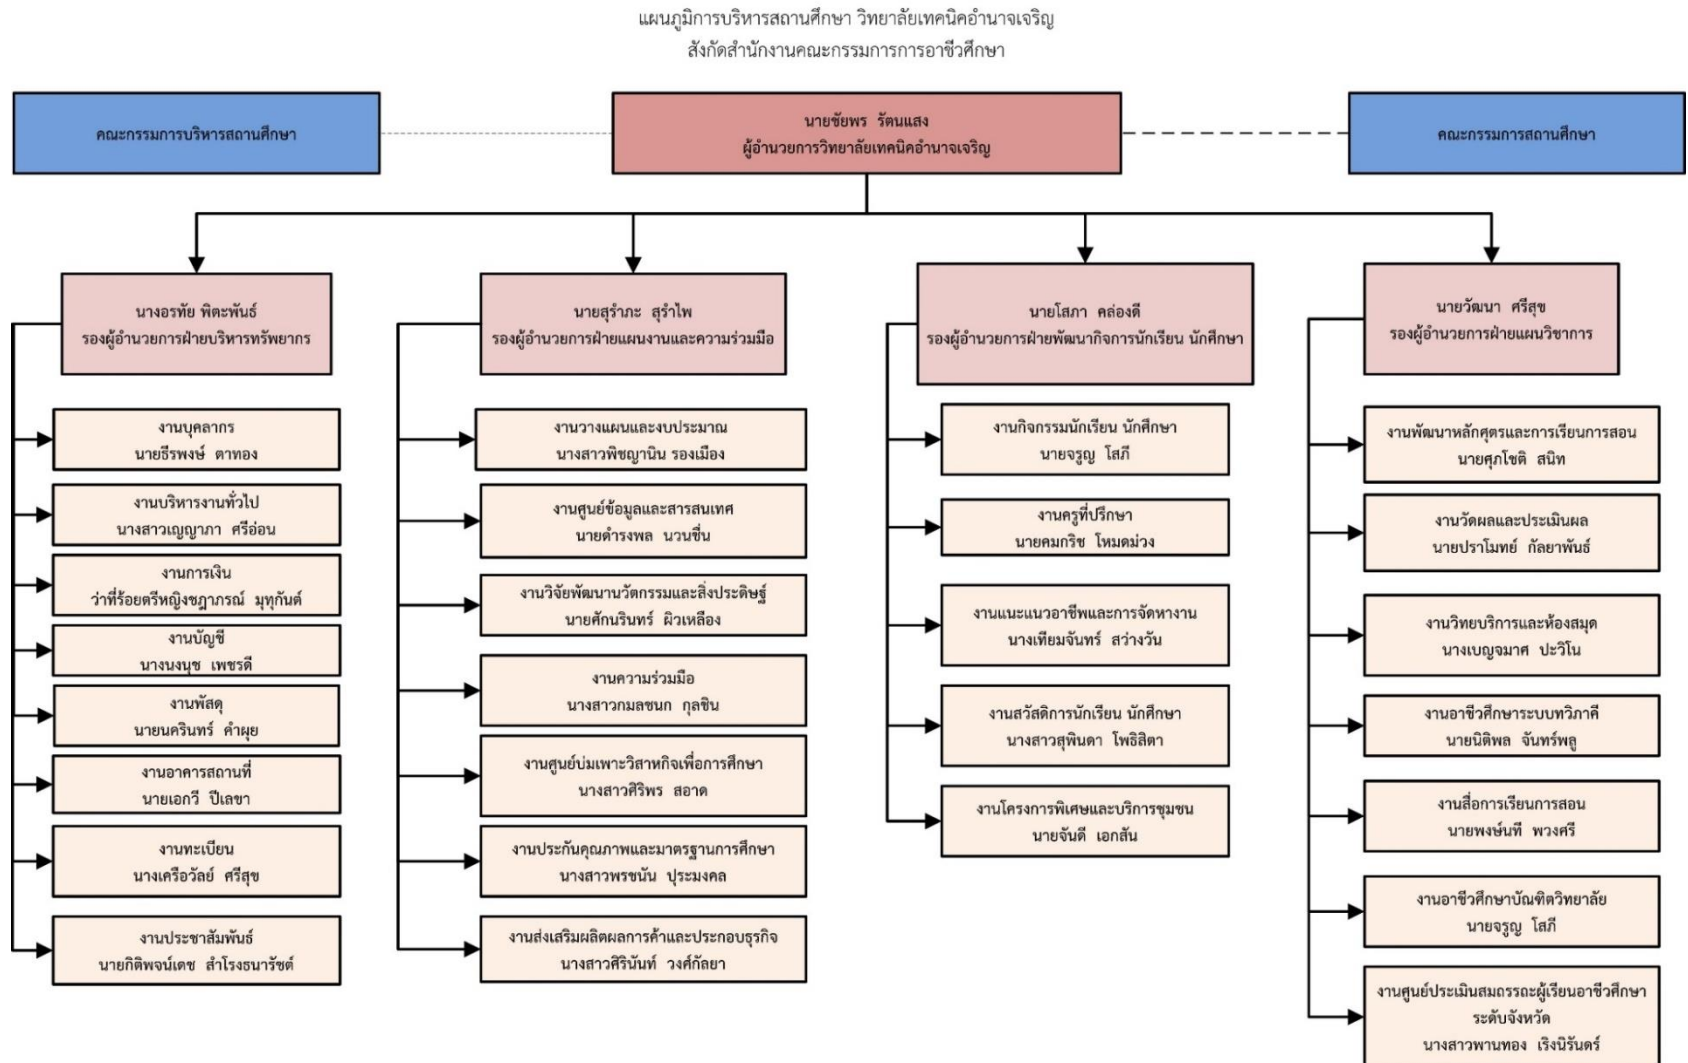 แผนภูมิการบริหารสถานศึกษา วิทยาลัยเทคนิคอำนาจเจริญ
สังกัดสำนักงานคณะกรรมการการอาชีวศึกษา
คณะกรรมการบริหารสถานศึกษา
นายชัยพร รัตนแสง
ผู้อำนวยการวิทยาลัยเทคนิคอำนาจเจริญ
คณะกรรมการสถานศึกษา
นางอรทัย พิตะพันธ์
รองผู้อำนวยการฝ่ายบริหารทรัพยากร
งานบุคลากร
นายธีรพงษ์ ตาทอง
งานบริหารงานทั่วไป
นางสาวเญญาภา ศรีอ่อน
งานการเงิน
ว่าที่ร้อยตรีหญิงชฎาภรณ์ มุทุกันต์
งานบัญชี
นางนงนุช เพชรดี
งานพัสดุ
นายนครินทร์ คำผุย
งานอาคารสถานที่
นายเอกวี ปีเลขา
งานทะเบียน
นางเครือวัลย์ ศรีสุข
งานประชาสัมพันธ์
นายกิติพจน์เดช สำโรงธนารัชต์
นายสุรำภะ สุรำไพ
รองผู้อำนวยการฝ่ายแผนงานและความร่วมมือ
งานวางแผนและงบประมาณ
นางสาวพิชญานิน รองเมือง
งานศูนย์ข้อมูลและสารสนเทศ
นายดำรงพล นวนชื่น
งานวิจัยพัฒนานวัตกรรมและสิ่งประดิษฐ์
นายศักนรินทร์ ผิวเหลือง
งานความร่วมมือ
นางสาวกมลชนก กุลชิน
งานศูนย์บ่มเพาะวิสาหกิจเพื่อการศึกษา
นางสาวศิริพร สอาด
งานประกันคุณภาพและมาตรฐานการศึกษา
นางสาวพรชนัน ปุระมงคล
งานส่งเสริมผลิตผลการค้าและประกอบธุรกิจ
นางสาวศิรินันท์ วงศ์กัลยา
นายโสภา คล่องดี
รองผู้อำนวยการฝ่ายพัฒนากิจการนักเรียน นักศึกษา
งานกิจกรรมนักเรียน นักศึกษา
นายจรูญ โสภี
งานครูที่ปรึกษา
นายคมกริช โหมดม่วง
งานแนะแนวอาชีพและการจัดหางาน
นางเทียมจันทร์ สว่างวัน
งานสวัสดิการนักเรียน นักศึกษา
นางสาวสุพินดา โพธิสิตา
งานโครงการพิเศษและบริการชุมชน
นายจันดี เอกสัน
นายวัฒนา ศรีสุข
รองผู้อำนวยการฝ่ายแผนวิชาการ
งานพัฒนาหลักศุตรและการเรียนการสอน
นายศุภโชติ สนิท
งานวัดผลและประเมินผล
นายปราโมทย์ กัลยาพันธ์
งานวิทยบริการและห้องสมุด
นางเบญจมาศ ปะวิโน
งานอาชีวศึกษาระบบทวิภาคี
นายนิติพล จันทร์พลู
งานสื่อการเรียนการสอน
นายพงษ์นที พวงศรี
งานอาชีวศึกษาบัณฑิตวิทยาลัย
นายจรูญ โสภี
งานศูนย์ประเมินสมถรรถะผู้เรียนอาชีวศึกษา
ระดับจังหวัด
นางสาวพานทอง เริงนิรันดร์